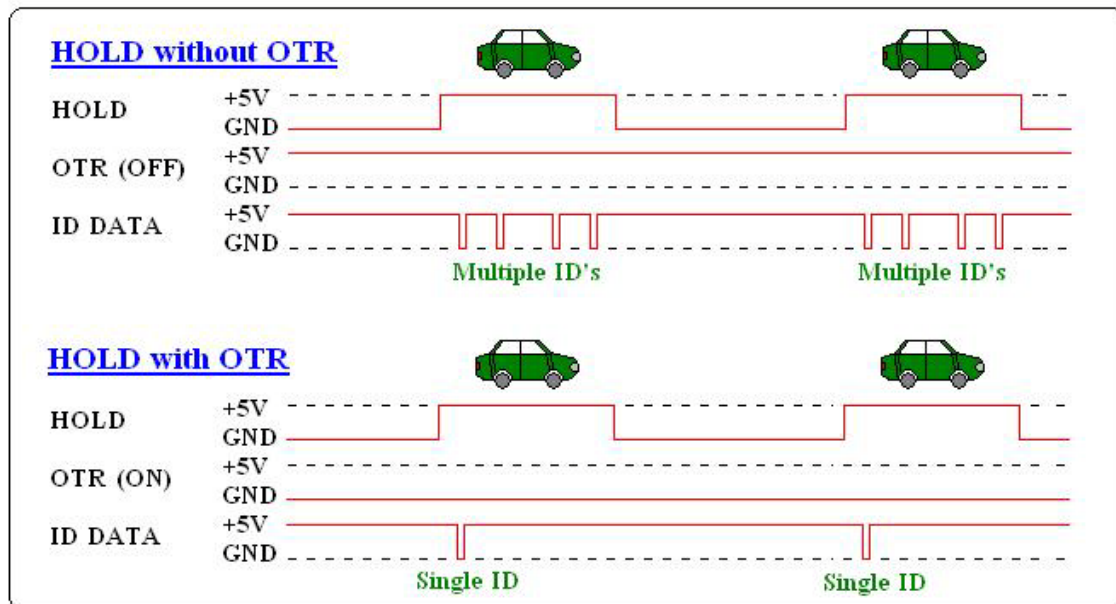 HOLD without OTR
HOLD +5V
GND
OTR (OFF) +5V
GND
ID DATA +5V
GND
Multiple ID's Multiple ID's
HOLD with OTR
HOLD +5V
GND
OTR (ON) +5V
GND
ID DATA +5V
GND
Single ID Single ID